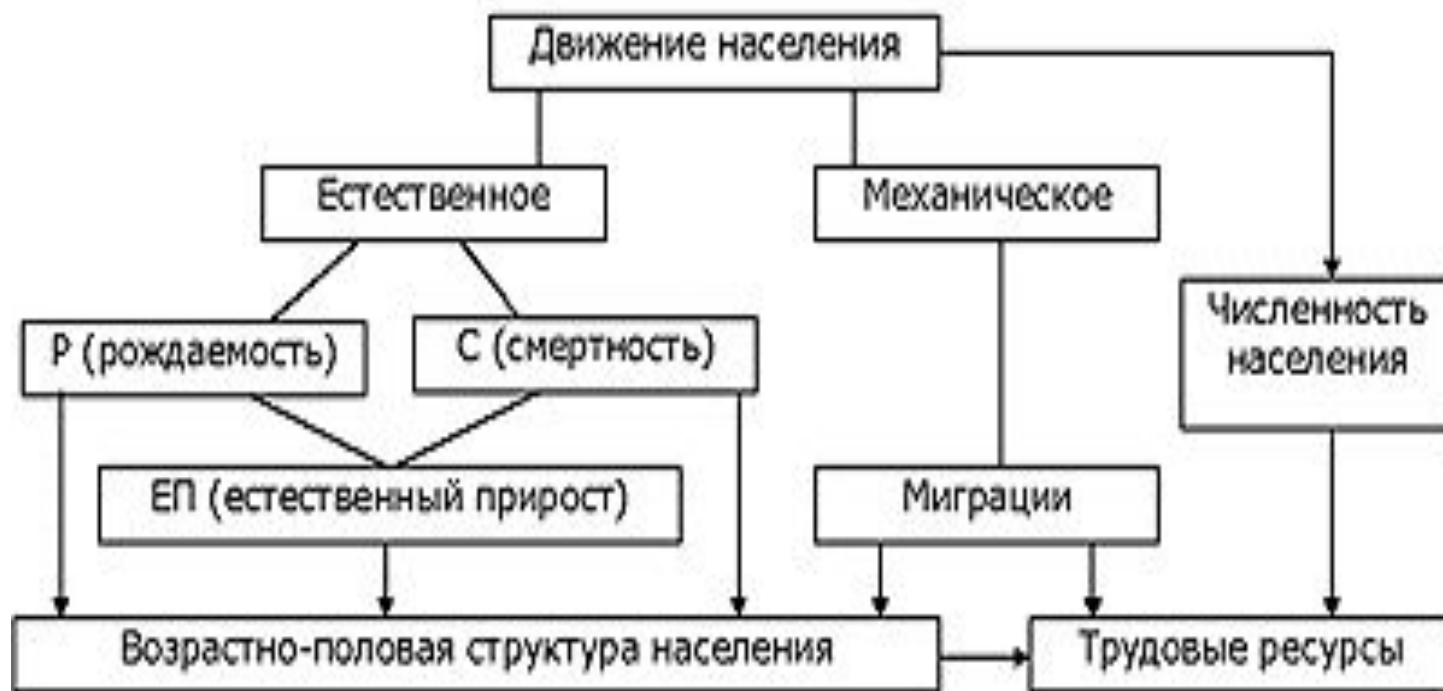 Движение населения
Естественное
Механическое
Численность
населения
Р (рождаемость)
С (смертность)
ЕП (естественный прирост)
Миграции
Возрастно-половая структура населения
Трудовые ресурсы